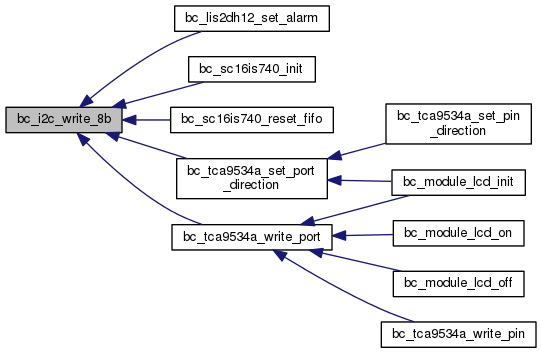 bc_lis2dh12_set_alarm
bc_sc16is740_init
bc_i2c_write_8b
bc_sc16is740_reset_fifo
bc_tca9534a_set_pin
_direction
bc_tca9534a_set_port
_direction
bc_module_lcd_init
bc_tca9534a_write_port
bc_module_lcd_on
bc_module_lcd_off
bc_tca9534a_write_pin